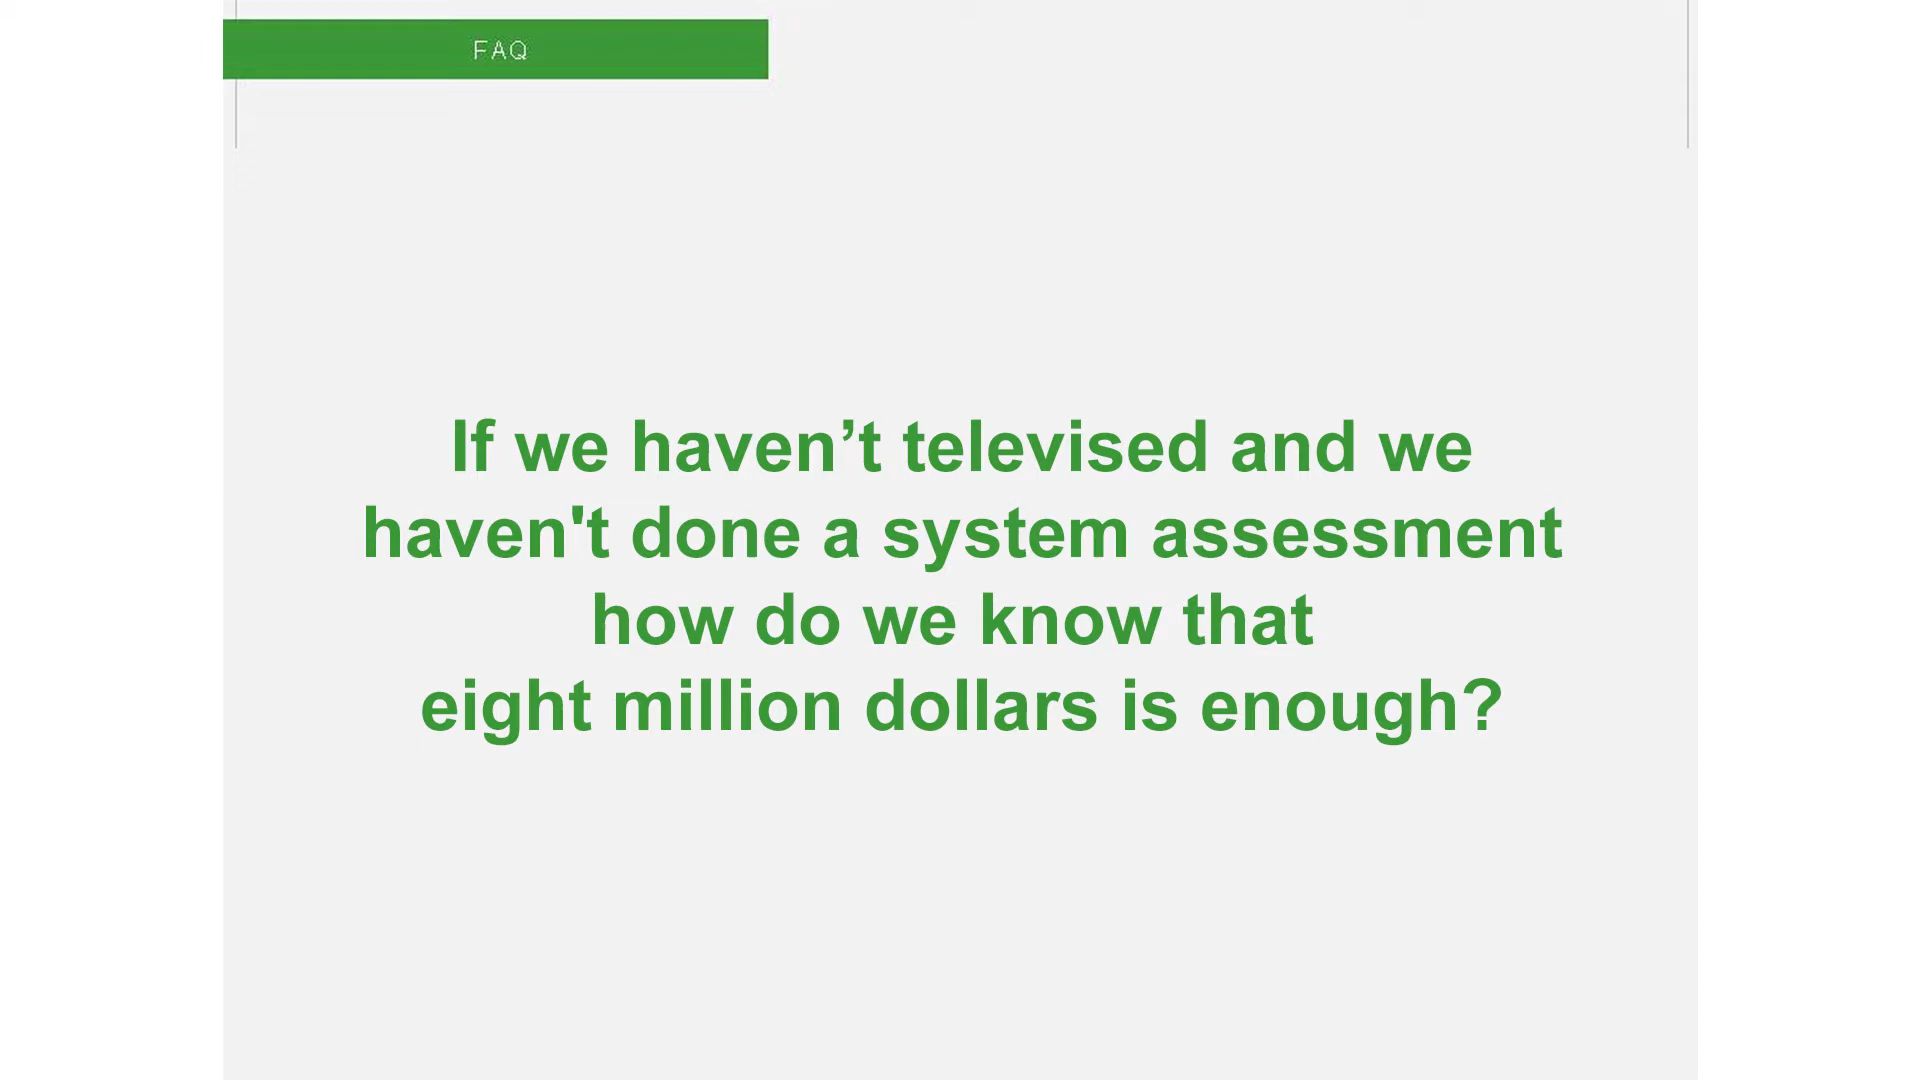 FAQ
If we haven’t televised and we
haven't done a system assessment
how do we know that
eight million dollars is enough?